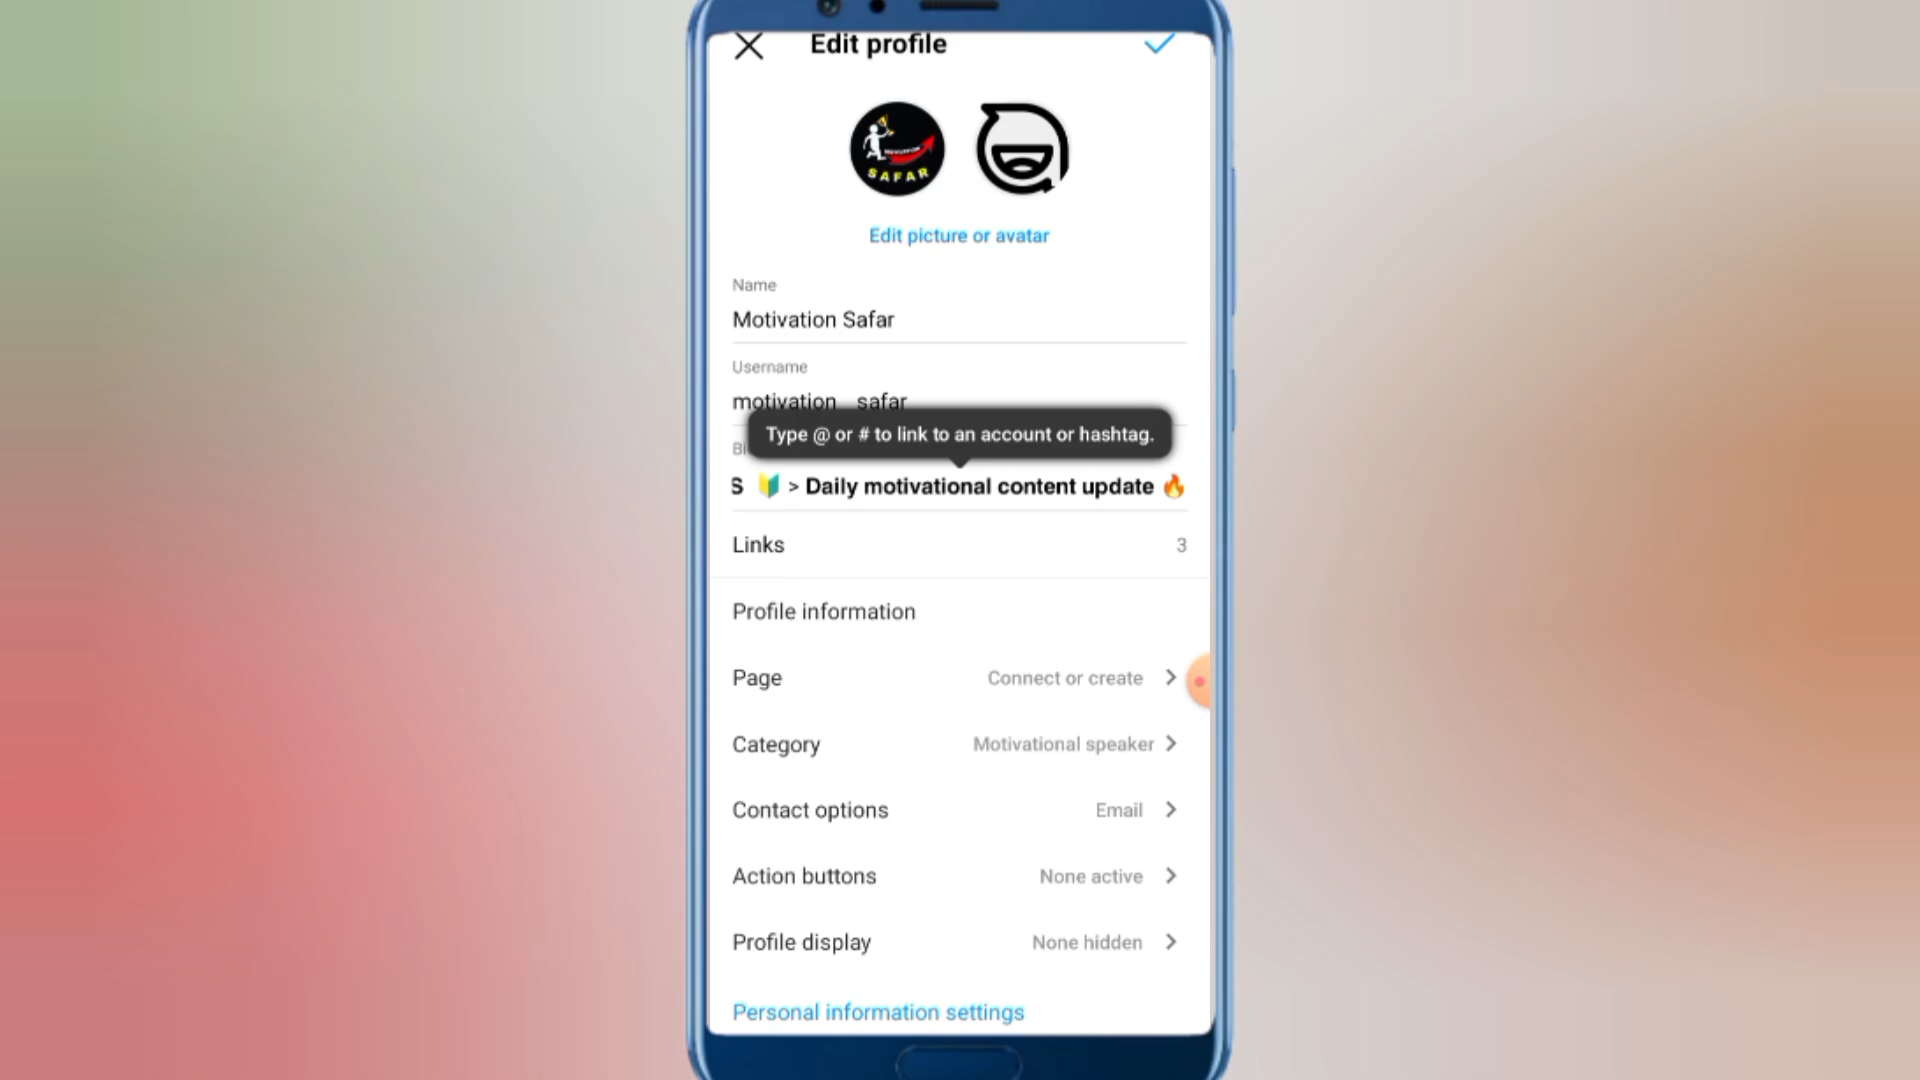 Edit profile
SAFAR
Edit picture or avatar
Name
Motivation Safar
Username
motivation__safar
Type @ or # to link to an account or hashtag.
S 🔰 > Daily motivational content update 🔥
Links 3
Profile information
Page Connect or create
Category Motivational speaker
Contact options Email
Action buttons None active
Profile display None hidden
Personal information settings